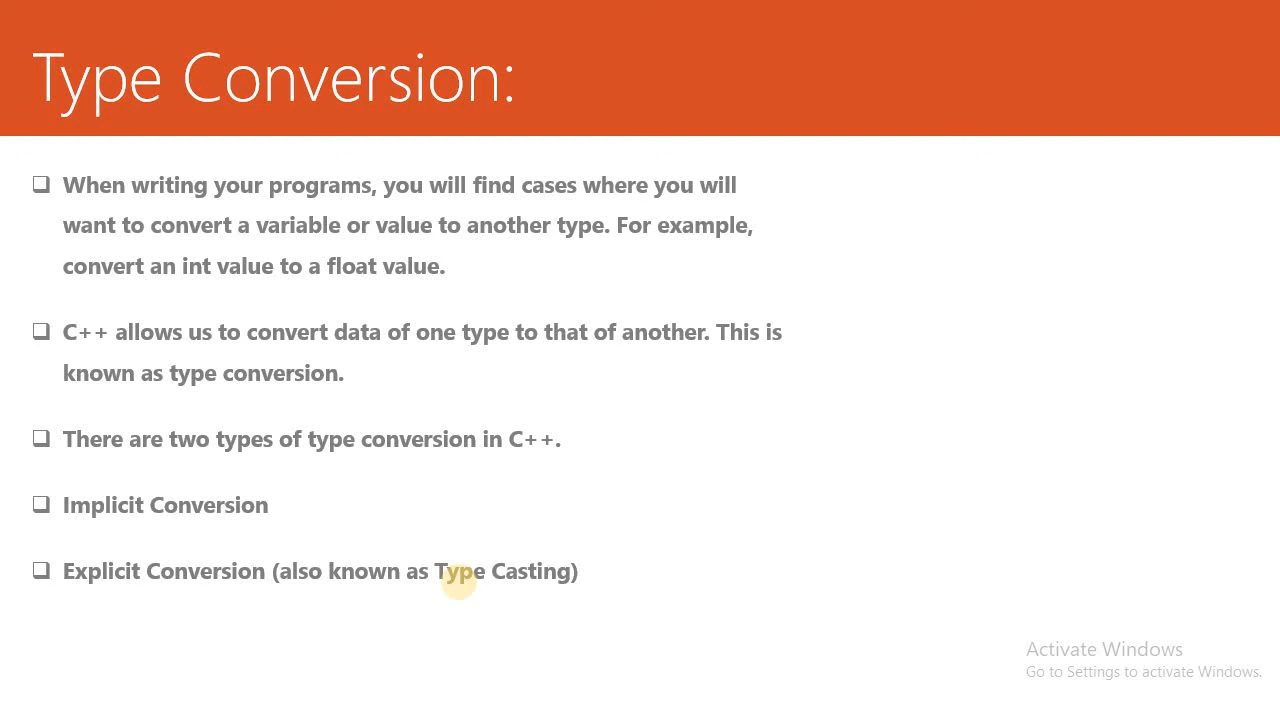 Type Conversion:
When writing your programs, you will find cases where you will
want to convert a variable or value to another type. For example,
convert an int value to a float value.
C++ allows us to convert data of one type to that of another. This is
known as type conversion.
There are two types of type conversion in C++.
Implicit Conversion
Explicit Conversion (also known as Type Casting)
Activate Windows
Go to Settings to activate Windows.